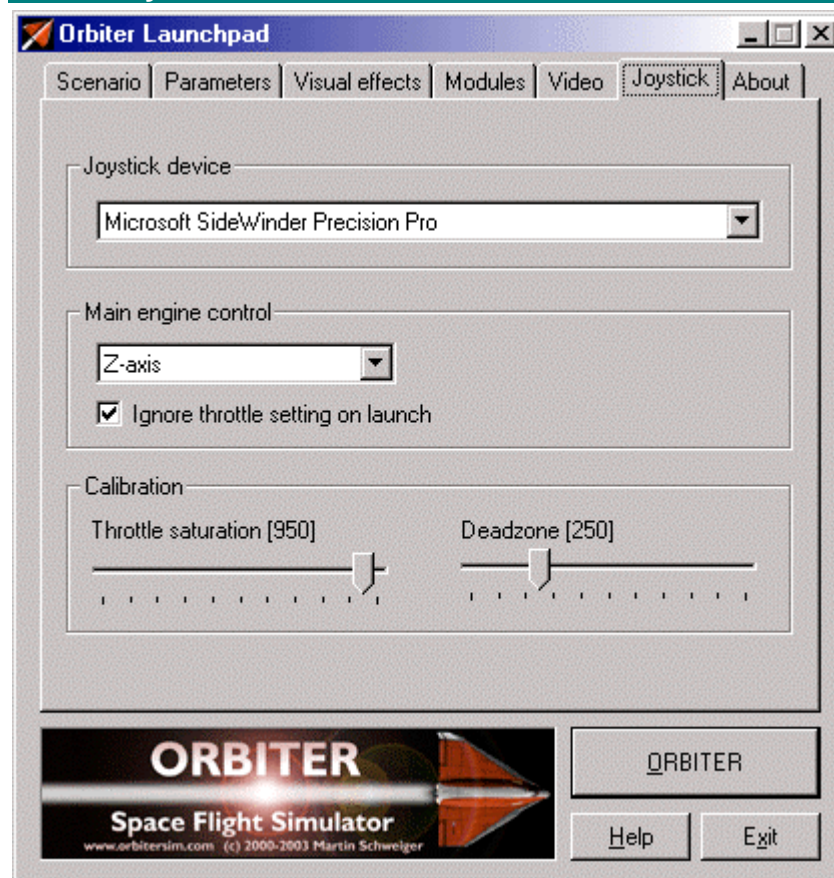 Orbiter Launchpad
Scenario Parameters Visual effects Modules Video Joystick About
Joystick device
Microsoft SideWinder Precision Pro
Main engine control
Z-axis
Ignore throttle setting on launch
Calibration
Throttle saturation [950] Deadzone [250]
ORBITER
Space Flight Simulator
www.orbitersim.com (c) 2000-2003 Martin Schweiger
ORBITER
Help Exit